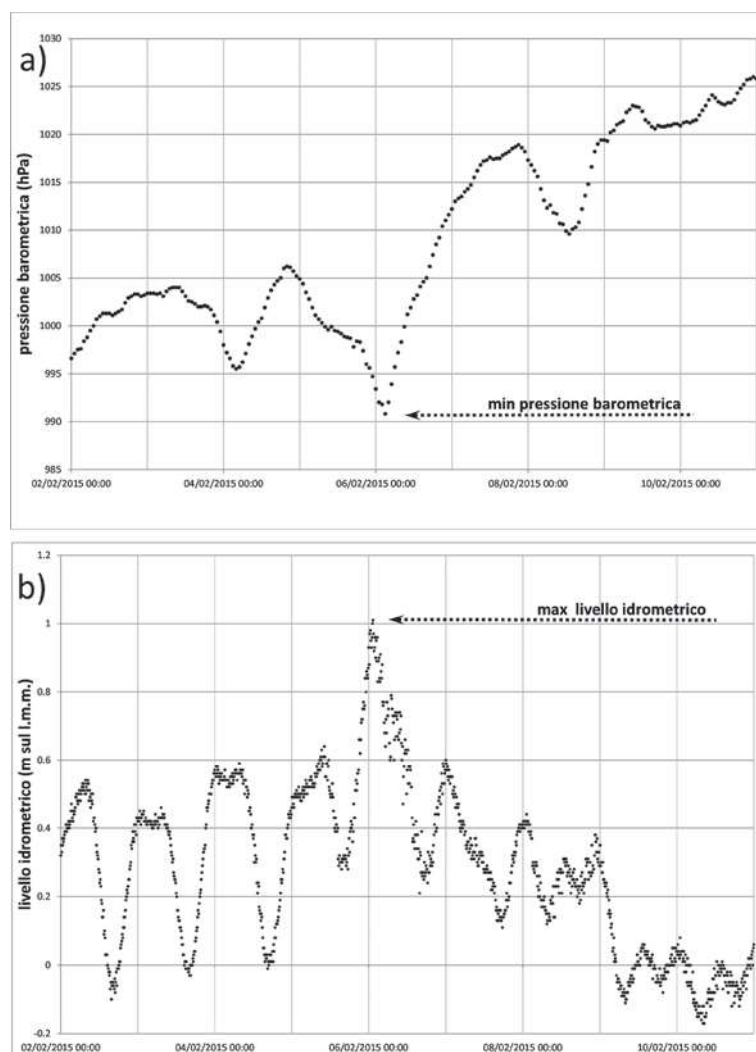 a)
1030
1025
1020
1015
1010
1005
1000
995
990
985
pressione barometrica (hPa)
min pressione barometrica
02/02/2015 00:00 04/02/2015 00:00 06/02/2015 00:00 08/02/2015 00:00 10/02/2015 00:00
b)
1.2
1
0.8
0.6
0.4
0.2
0
-0.2
livello idrometrico (m sul l.m.m.)
max livello idrometrico
02/02/2015 00:00 04/02/2015 00:00 06/02/2015 00:00 08/02/2015 00:00 10/02/2015 00:00